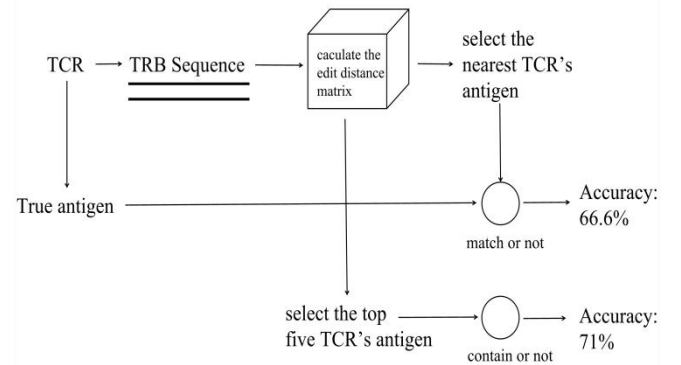 TCR
TRB Sequence
caculate the
edit distance
matrix
select the
nearest TCR's
antigen
True antigen
match or not
Accuracy:
66.6%
select the top
five TCR's antigen
contain or not
Accuracy:
71%